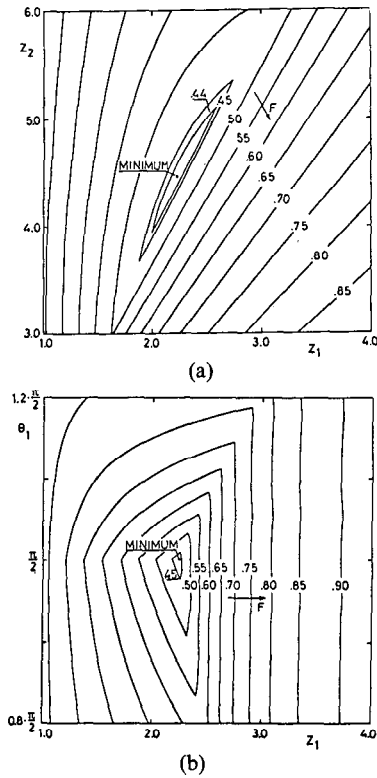 6.0
Z2
5.0
4.0
3.0
.44
.45
.50
F
.55
.60
.65
.70
.75
.80
.85
MINIMUM
1.0 2.0 3.0 Z1 4.0
(a)
1.2·π/2
θ1
π/2
0.8·π/2
MINIMUM
.45
.50
.55
.60
.65
.70
.75
.80
.85
.90
F
1.0 2.0 3.0 Z1 4.0
(b)